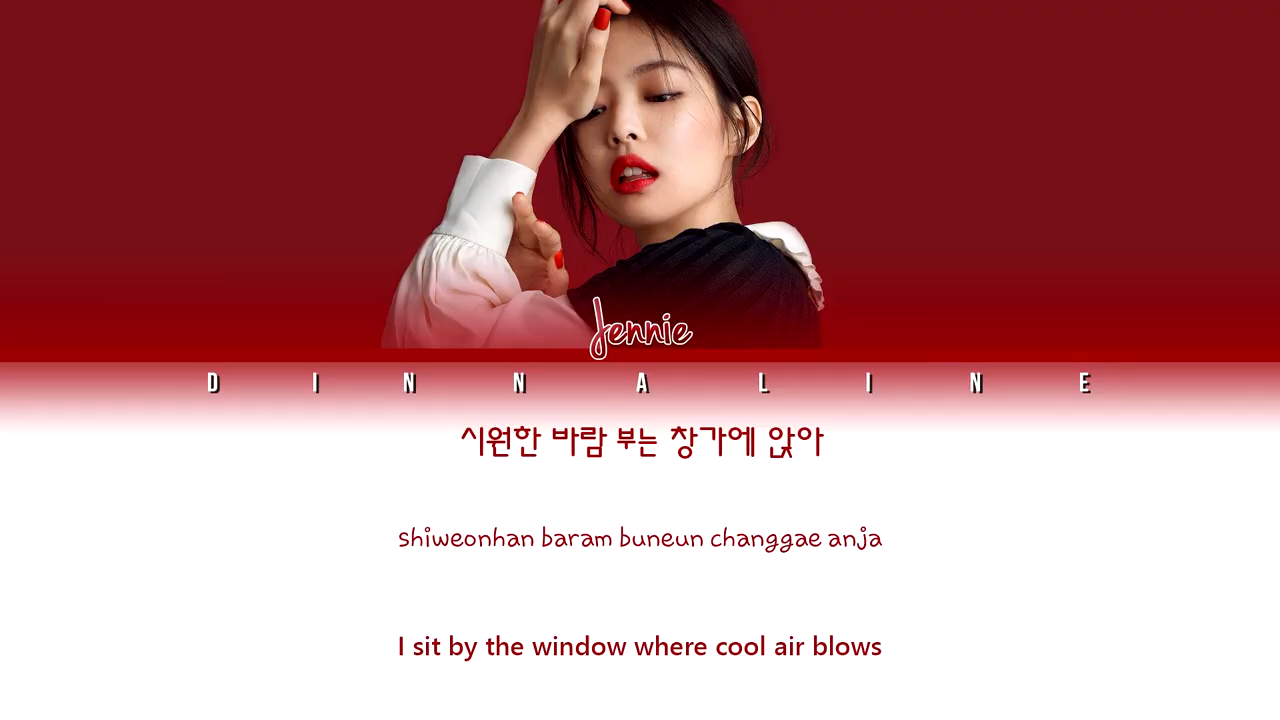 Jennie
DINNALINE
시원한 바람 부는 창가에 앉아
Shiweonhan baram buneun changgae anja
I sit by the window where cool air blows